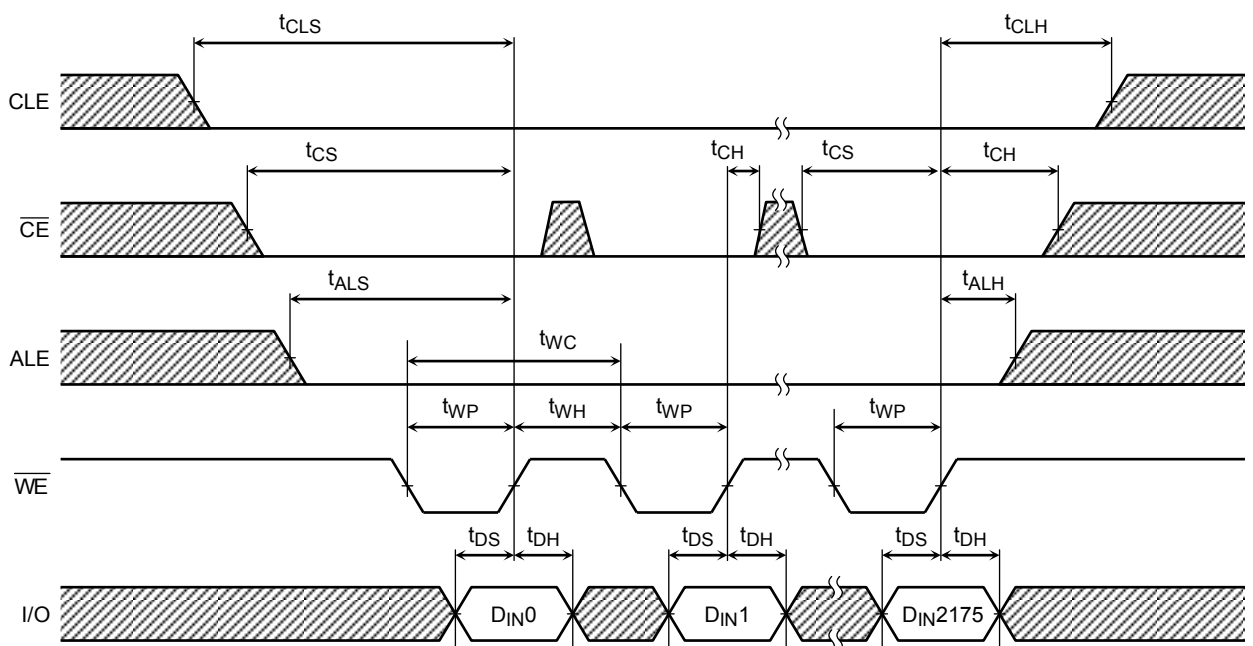 tCLS tCLH
CLE
tCS tCH tCS tCH
CE
tALS tALH
ALE
tWC
tWP tWH tWP tWP
WE
tDS tDH tDS tDH tDS tDH
I/O DIN0 DIN1 DIN2175